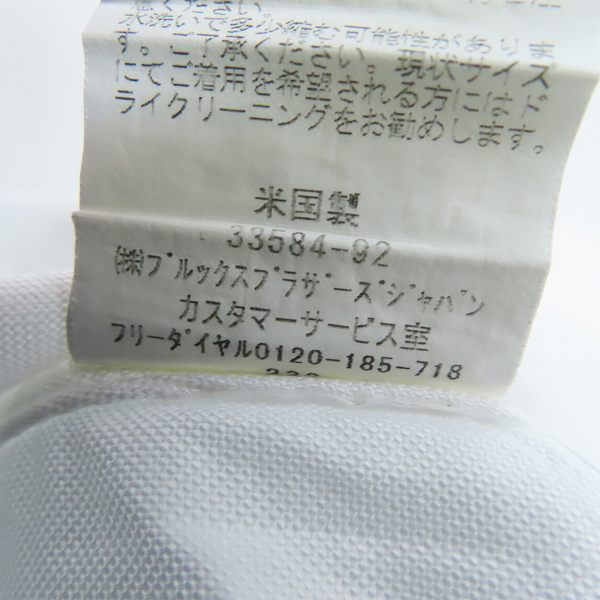 ください。
水洗いで多少縮む可能性がありま
す。ご了承ください。現状サイズ
にてご着用を希望される方にはド
ライクリーニングをお勧めします。
米国製
33584-92
(株)ブルックスブラザーズジャパン
カスタマーサービス室
フリーダイヤル0120-185-718